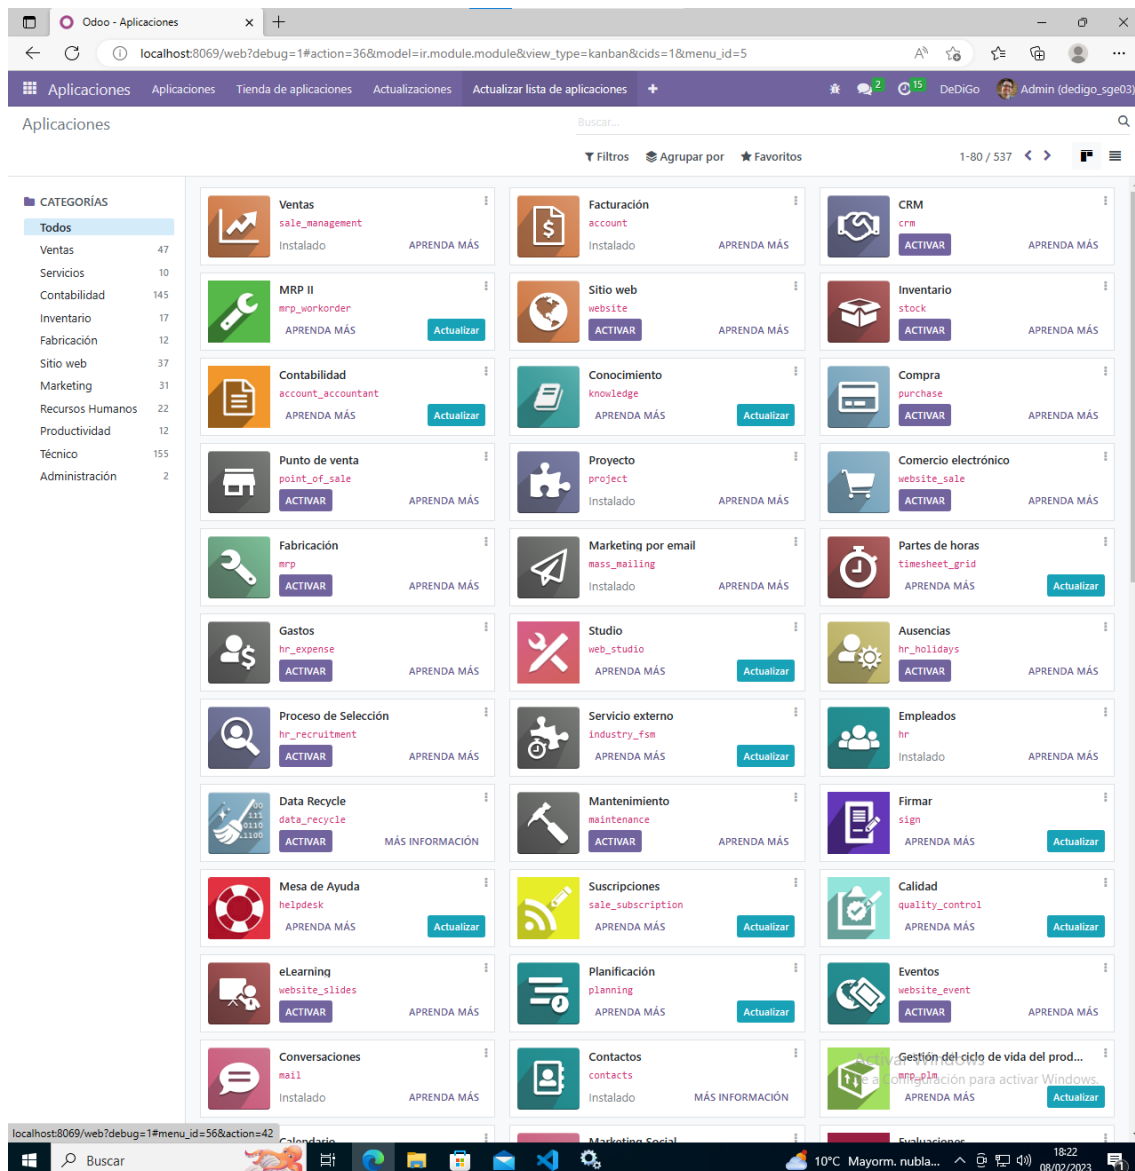 Odoo - Aplicaciones
localhost:8069/web?debug=1#action=36&model=ir.module.module&view_type=kanban&cids=1&menu_id=5
Aplicaciones Aplicaciones Tienda de aplicaciones Actualizaciones Actualizar lista de aplicaciones 2 15 DeDiGo Admin (dedigo_sge03)
Aplicaciones Buscar...
Filtros Agrupar por Favoritos 1-80 / 537
CATEGORÍAS
Todos
Ventas 47
Servicios 10
Contabilidad 145
Inventario 17
Fabricación 12
Sitio web 37
Marketing 31
Recursos Humanos 22
Productividad 12
Técnico 155
Administración 2
Ventas
sale_management
Instalado APRENDA MÁS
Facturación
account
Instalado APRENDA MÁS
CRM
crm
ACTIVAR APRENDA MÁS
MRP II
mrp_workorder
APRENDA MÁS Actualizar
Sitio web
website
ACTIVAR APRENDA MÁS
Inventario
stock
ACTIVAR APRENDA MÁS
Contabilidad
account_accountant
APRENDA MÁS Actualizar
Conocimiento
knowledge
APRENDA MÁS Actualizar
Compra
purchase
ACTIVAR APRENDA MÁS
Punto de venta
point_of_sale
ACTIVAR APRENDA MÁS
Proyecto
project
Instalado APRENDA MÁS
Comercio electrónico
website_sale
ACTIVAR APRENDA MÁS
Fabricación
mrp
ACTIVAR APRENDA MÁS
Marketing por email
mass_mailing
Instalado APRENDA MÁS
Partes de horas
timesheet_grid
APRENDA MÁS Actualizar
Gastos
hr_expense
ACTIVAR APRENDA MÁS
Studio
web_studio
APRENDA MÁS Actualizar
Ausencias
hr_holidays
ACTIVAR APRENDA MÁS
Proceso de Selección
hr_recruitment
ACTIVAR APRENDA MÁS
Servicio externo
industry_fsm
APRENDA MÁS Actualizar
Empleados
hr
Instalado APRENDA MÁS
Data Recycle
data_recycle
ACTIVAR MÁS INFORMACIÓN
Mantenimiento
maintenance
ACTIVAR APRENDA MÁS
Firmar
sign
APRENDA MÁS Actualizar
Mesa de Ayuda
helpdesk
APRENDA MÁS Actualizar
Suscripciones
sale_subscription
APRENDA MÁS Actualizar
Calidad
quality_control
APRENDA MÁS Actualizar
eLearning
website_slides
ACTIVAR APRENDA MÁS
Planificación
planning
APRENDA MÁS Actualizar
Eventos
website_event
ACTIVAR APRENDA MÁS
Conversaciones
mail
Instalado APRENDA MÁS
Contactos
contacts
Instalado MÁS INFORMACIÓN
Gestión del ciclo de vida del prod...
mrp_plm
APRENDA MÁS Actualizar
Activar Windows
Ve a Configuración para activar Windows.
localhost:8069/web?debug=1#menu_id=56&action=42
Calendario
Marketing Social
Evaluaciones
Buscar 10°C Mayorm. nubla... 18:22
08/02/2023